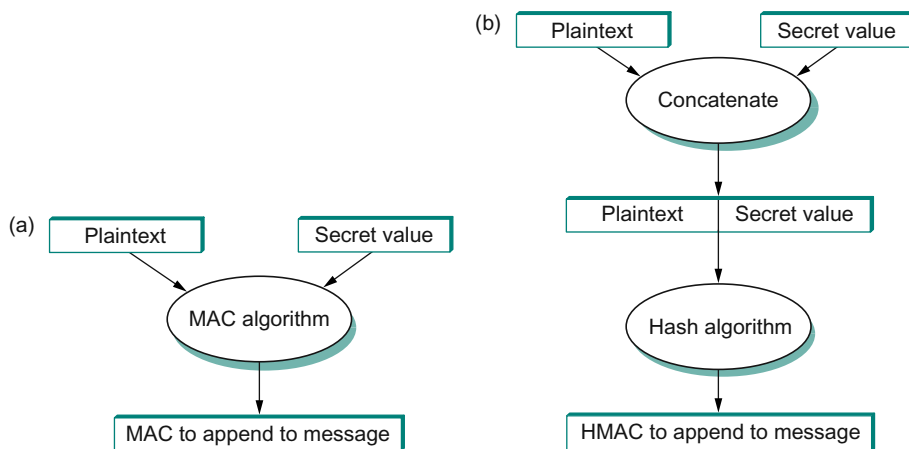 (a)
Plaintext
Secret value
MAC algorithm
MAC to append to message
(b)
Plaintext
Secret value
Concatenate
Plaintext Secret value
Hash algorithm
HMAC to append to message